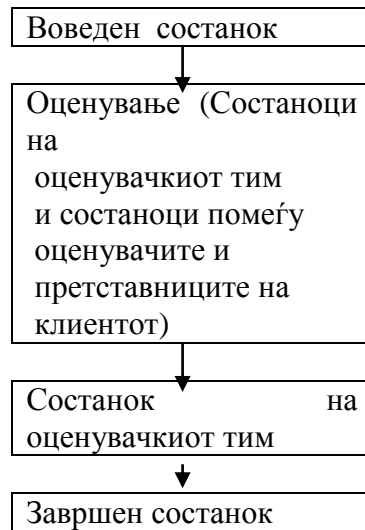 Воведен состанок
Оценување (Состаноци
на
оценувачкиот тим
и состаноци помеѓу
оценувачите и
претставниците на
клиентот)
Состанок на
оценувачкиот тим
Завршен состанок